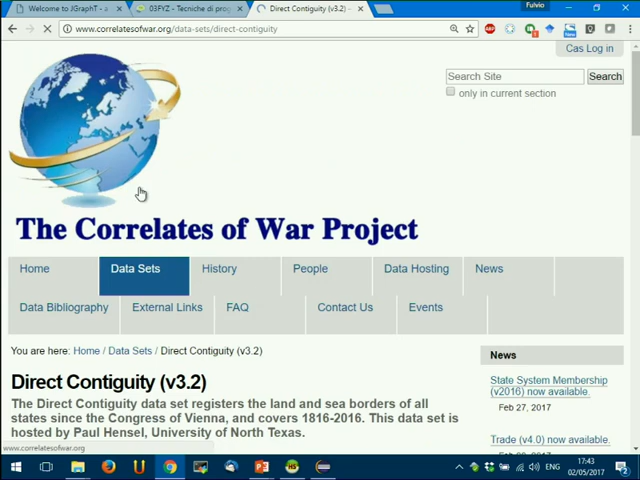 Welcome to JGraphT - a
03FYZ - Tecniche di prog
Direct Contiguity (v3.2) –
Fulvio
www.correlatesofwar.org/data-sets/direct-contiguity
Cas Log in
Search Site
Search
only in current section
The Correlates of War Project
Home
Data Sets
History
People
Data Hosting
News
Data Bibliography
External Links
FAQ
Contact Us
Events
You are here: Home / Data Sets / Direct Contiguity (v3.2)
News
Direct Contiguity (v3.2)
The Direct Contiguity data set registers the land and sea borders of all
states since the Congress of Vienna, and covers 1816-2016. This data set is
hosted by Paul Hensel, University of North Texas.
State System Membership
(v2016) now available.
Feb 27, 2017
Trade (v4.0) now available.
www.correlatesofwar.org
ENG
17:43
02/05/2017